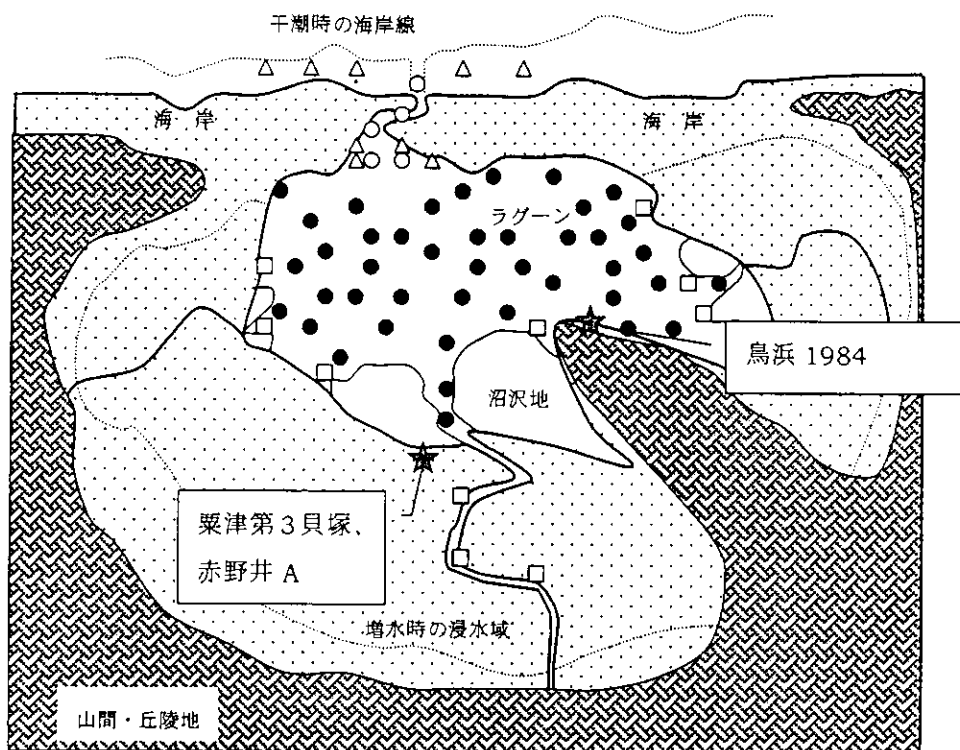 干潮時の海岸線
海 岸
海 岸
ラグーン
鳥浜 1984
沼沢地
粟津第3貝塚、
赤野井 A
増水時の浸水域
山間・丘陵地